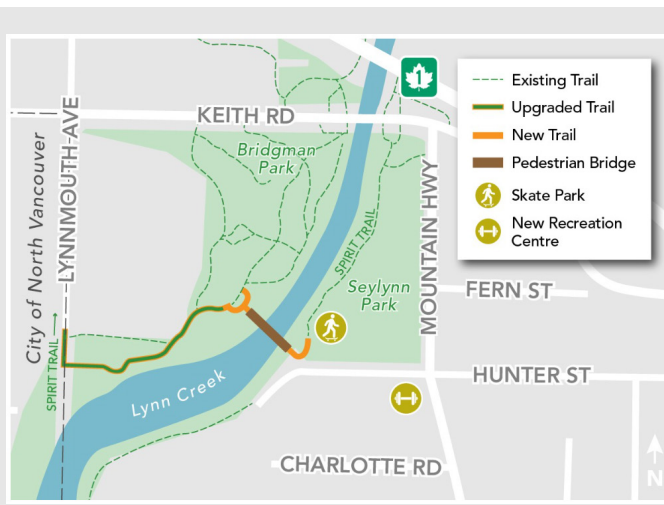 1
KEITH RD
Bridgman
Park
LYNNMOUTH AVE
City of North Vancouver
SPIRIT TRAIL →
SPIRIT TRAIL
Seylynn
Park
MOUNTAIN HWY
FERN ST
HUNTER ST
Lynn Creek
CHARLOTTE RD
N
Existing Trail
Upgraded Trail
New Trail
Pedestrian Bridge
Skate Park
New Recreation
Centre